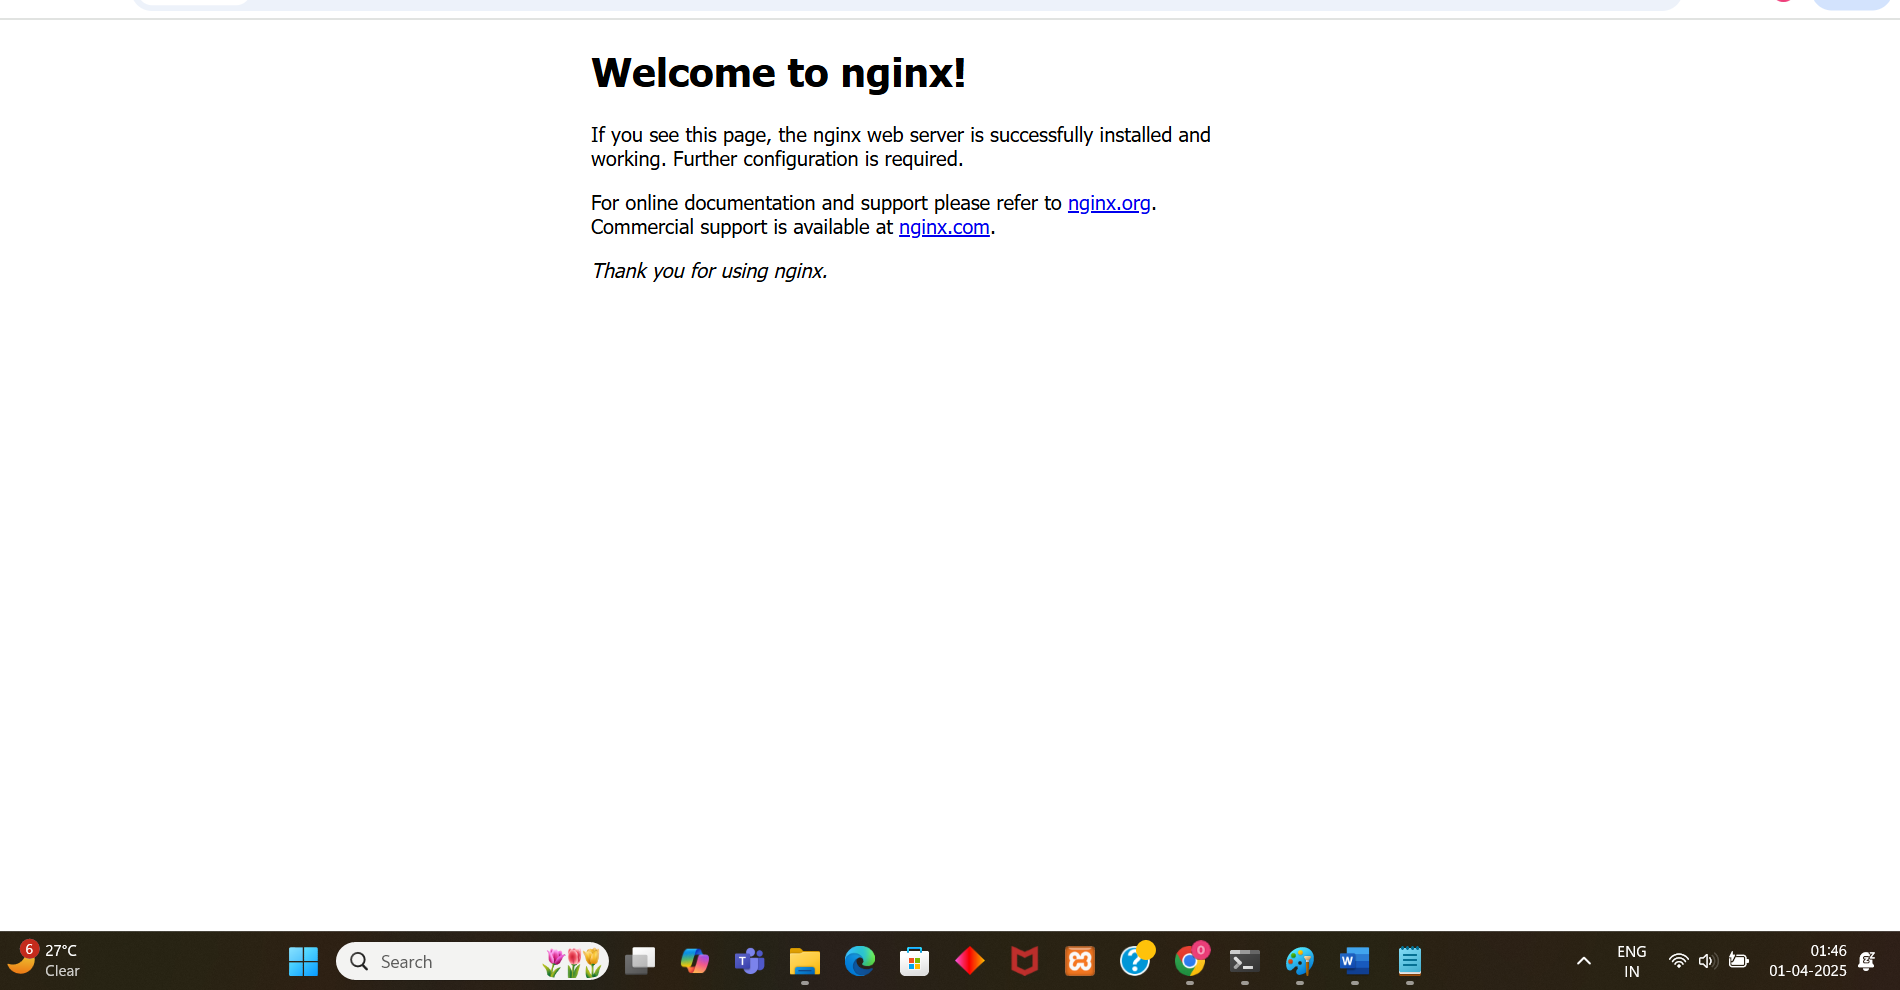 Welcome to nginx!
If you see this page, the nginx web server is successfully installed and
working. Further configuration is required.
For online documentation and support please refer to nginx.org.
Commercial support is available at nginx.com.
Thank you for using nginx.
6
27°C
Clear
Search
T
0
W
ENG
IN
01:46
01-04-2025